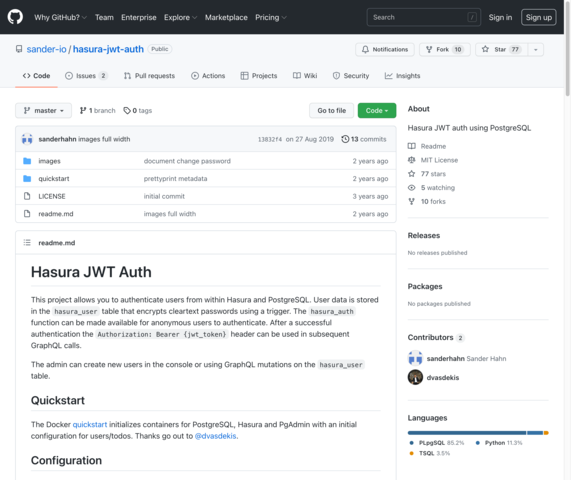 Why GitHub? Team Enterprise Explore Marketplace Pricing Search / Sign in Sign up
sander-io / hasura-jwt-auth Public Notifications Fork 10 Star 77
Code Issues 2 Pull requests Actions Projects Wiki Security Insights
master 1 branch 0 tags Go to file Code
sanderhahn images full width 13832f4 on 27 Aug 2019 13 commits
images document change password 2 years ago
quickstart prettyprint metadata 2 years ago
LICENSE initial commit 3 years ago
readme.md images full width 2 years ago
readme.md
Hasura JWT Auth
This project allows you to authenticate users from within Hasura and PostgreSQL. User data is stored
in the hasura_user table that encrypts cleartext passwords using a trigger. The hasura_auth
function can be made available for anonymous users to authenticate. After a successful
authentication the Authorization: Bearer {jwt_token} header can be used in subsequent
GraphQL calls.
The admin can create new users in the console or using GraphQL mutations on the hasura_user
table.
Quickstart
The Docker quickstart initializes containers for PostgreSQL, Hasura and PgAdmin with an initial
configuration for users/todos. Thanks go out to @dvasdekis.
Configuration
About
Hasura JWT auth using PostgreSQL
Readme
MIT License
77 stars
5 watching
10 forks
Releases
No releases published
Packages
No packages published
Contributors 2
sanderhahn Sander Hahn
dvasdekis
Languages
PLpgSQL 85.2% Python 11.3%
TSQL 3.5%